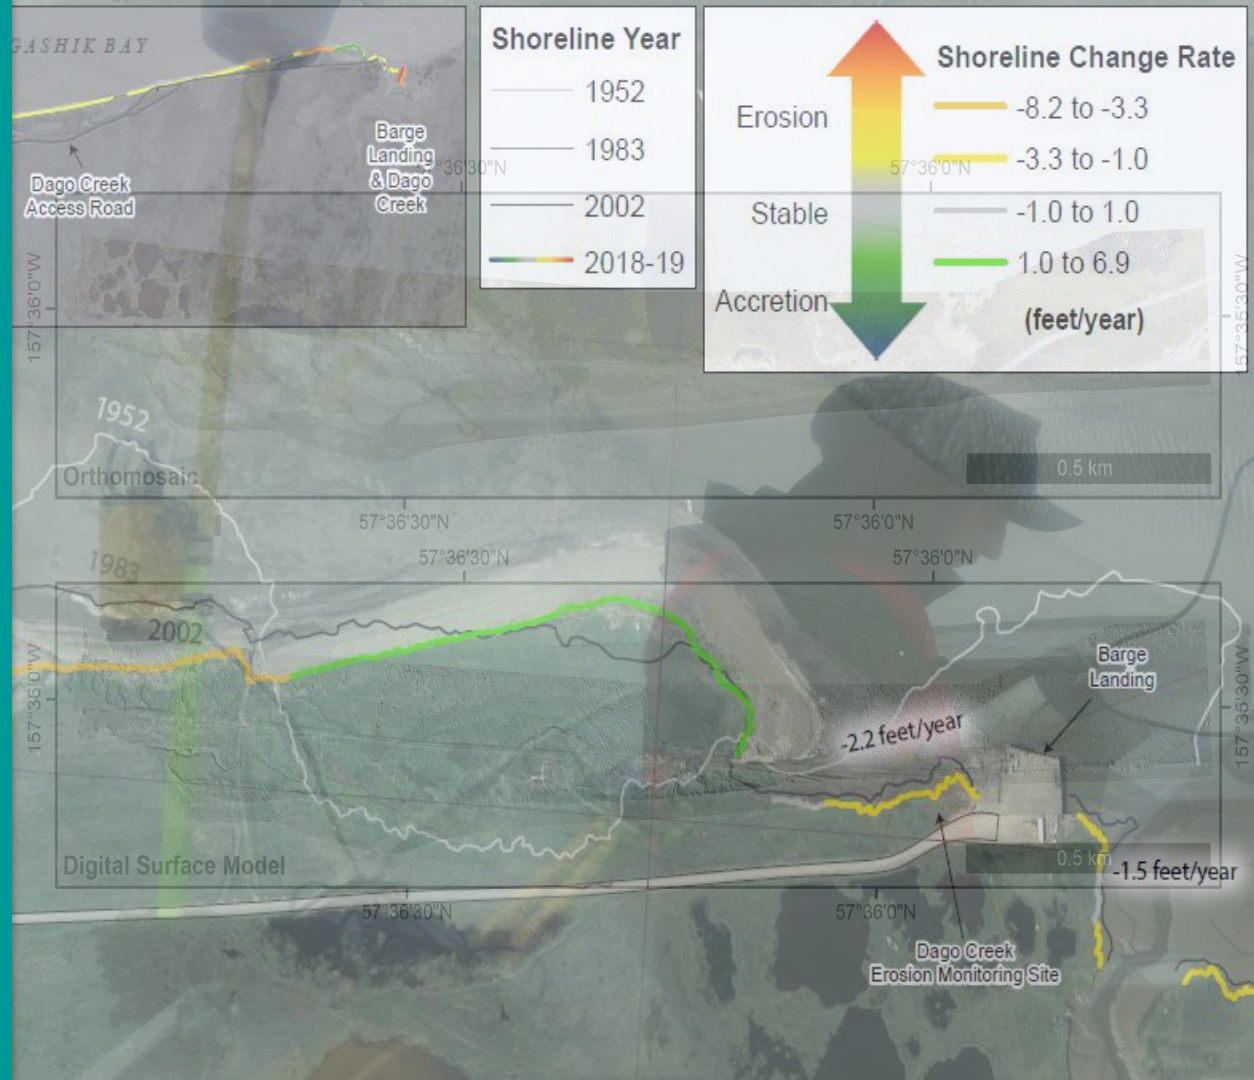 GASHIK BAY
Dago Creek
Access Road
Barge
Landing
& Dago
Creek
Shoreline Year
1952
1983
2002
2018-19
Shoreline Change Rate
Erosion
Stable
Accretion
-8.2 to -3.3
-3.3 to -1.0
-1.0 to 1.0
1.0 to 6.9
(feet/year)
57°36'30"N
57°36'0"N
157°36'0"W
157°35'30"W
1952
Orthomosaic
0.5 km
57°36'30"N
57°36'0"N
57°36'30"N
57°36'0"N
1983
2002
157°36'0"W
157°35'30"W
Barge
Landing
-2.2 feet/year
Digital Surface Model
0.5 km
-1.5 feet/year
57°36'30"N
57°36'0"N
Dago Creek
Erosion Monitoring Site